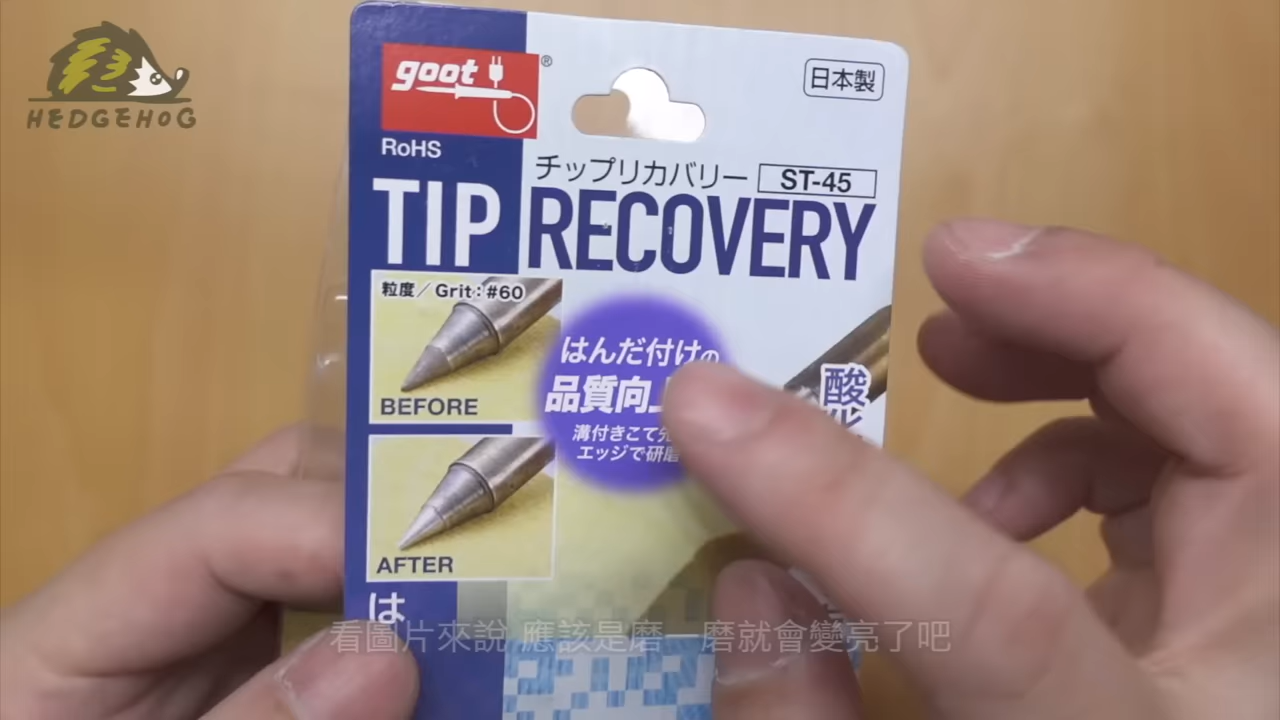 HEDGEHOG
goot®
日本製
RoHS
チップリカバリー ST-45
TIP RECOVERY
粒度/Grit:#60
BEFORE
はんだ付けの
品質向上
溝付きこて先
エッジで研磨
酸化
AFTER
は
看圖片來說 應該是磨一磨就會變亮了吧